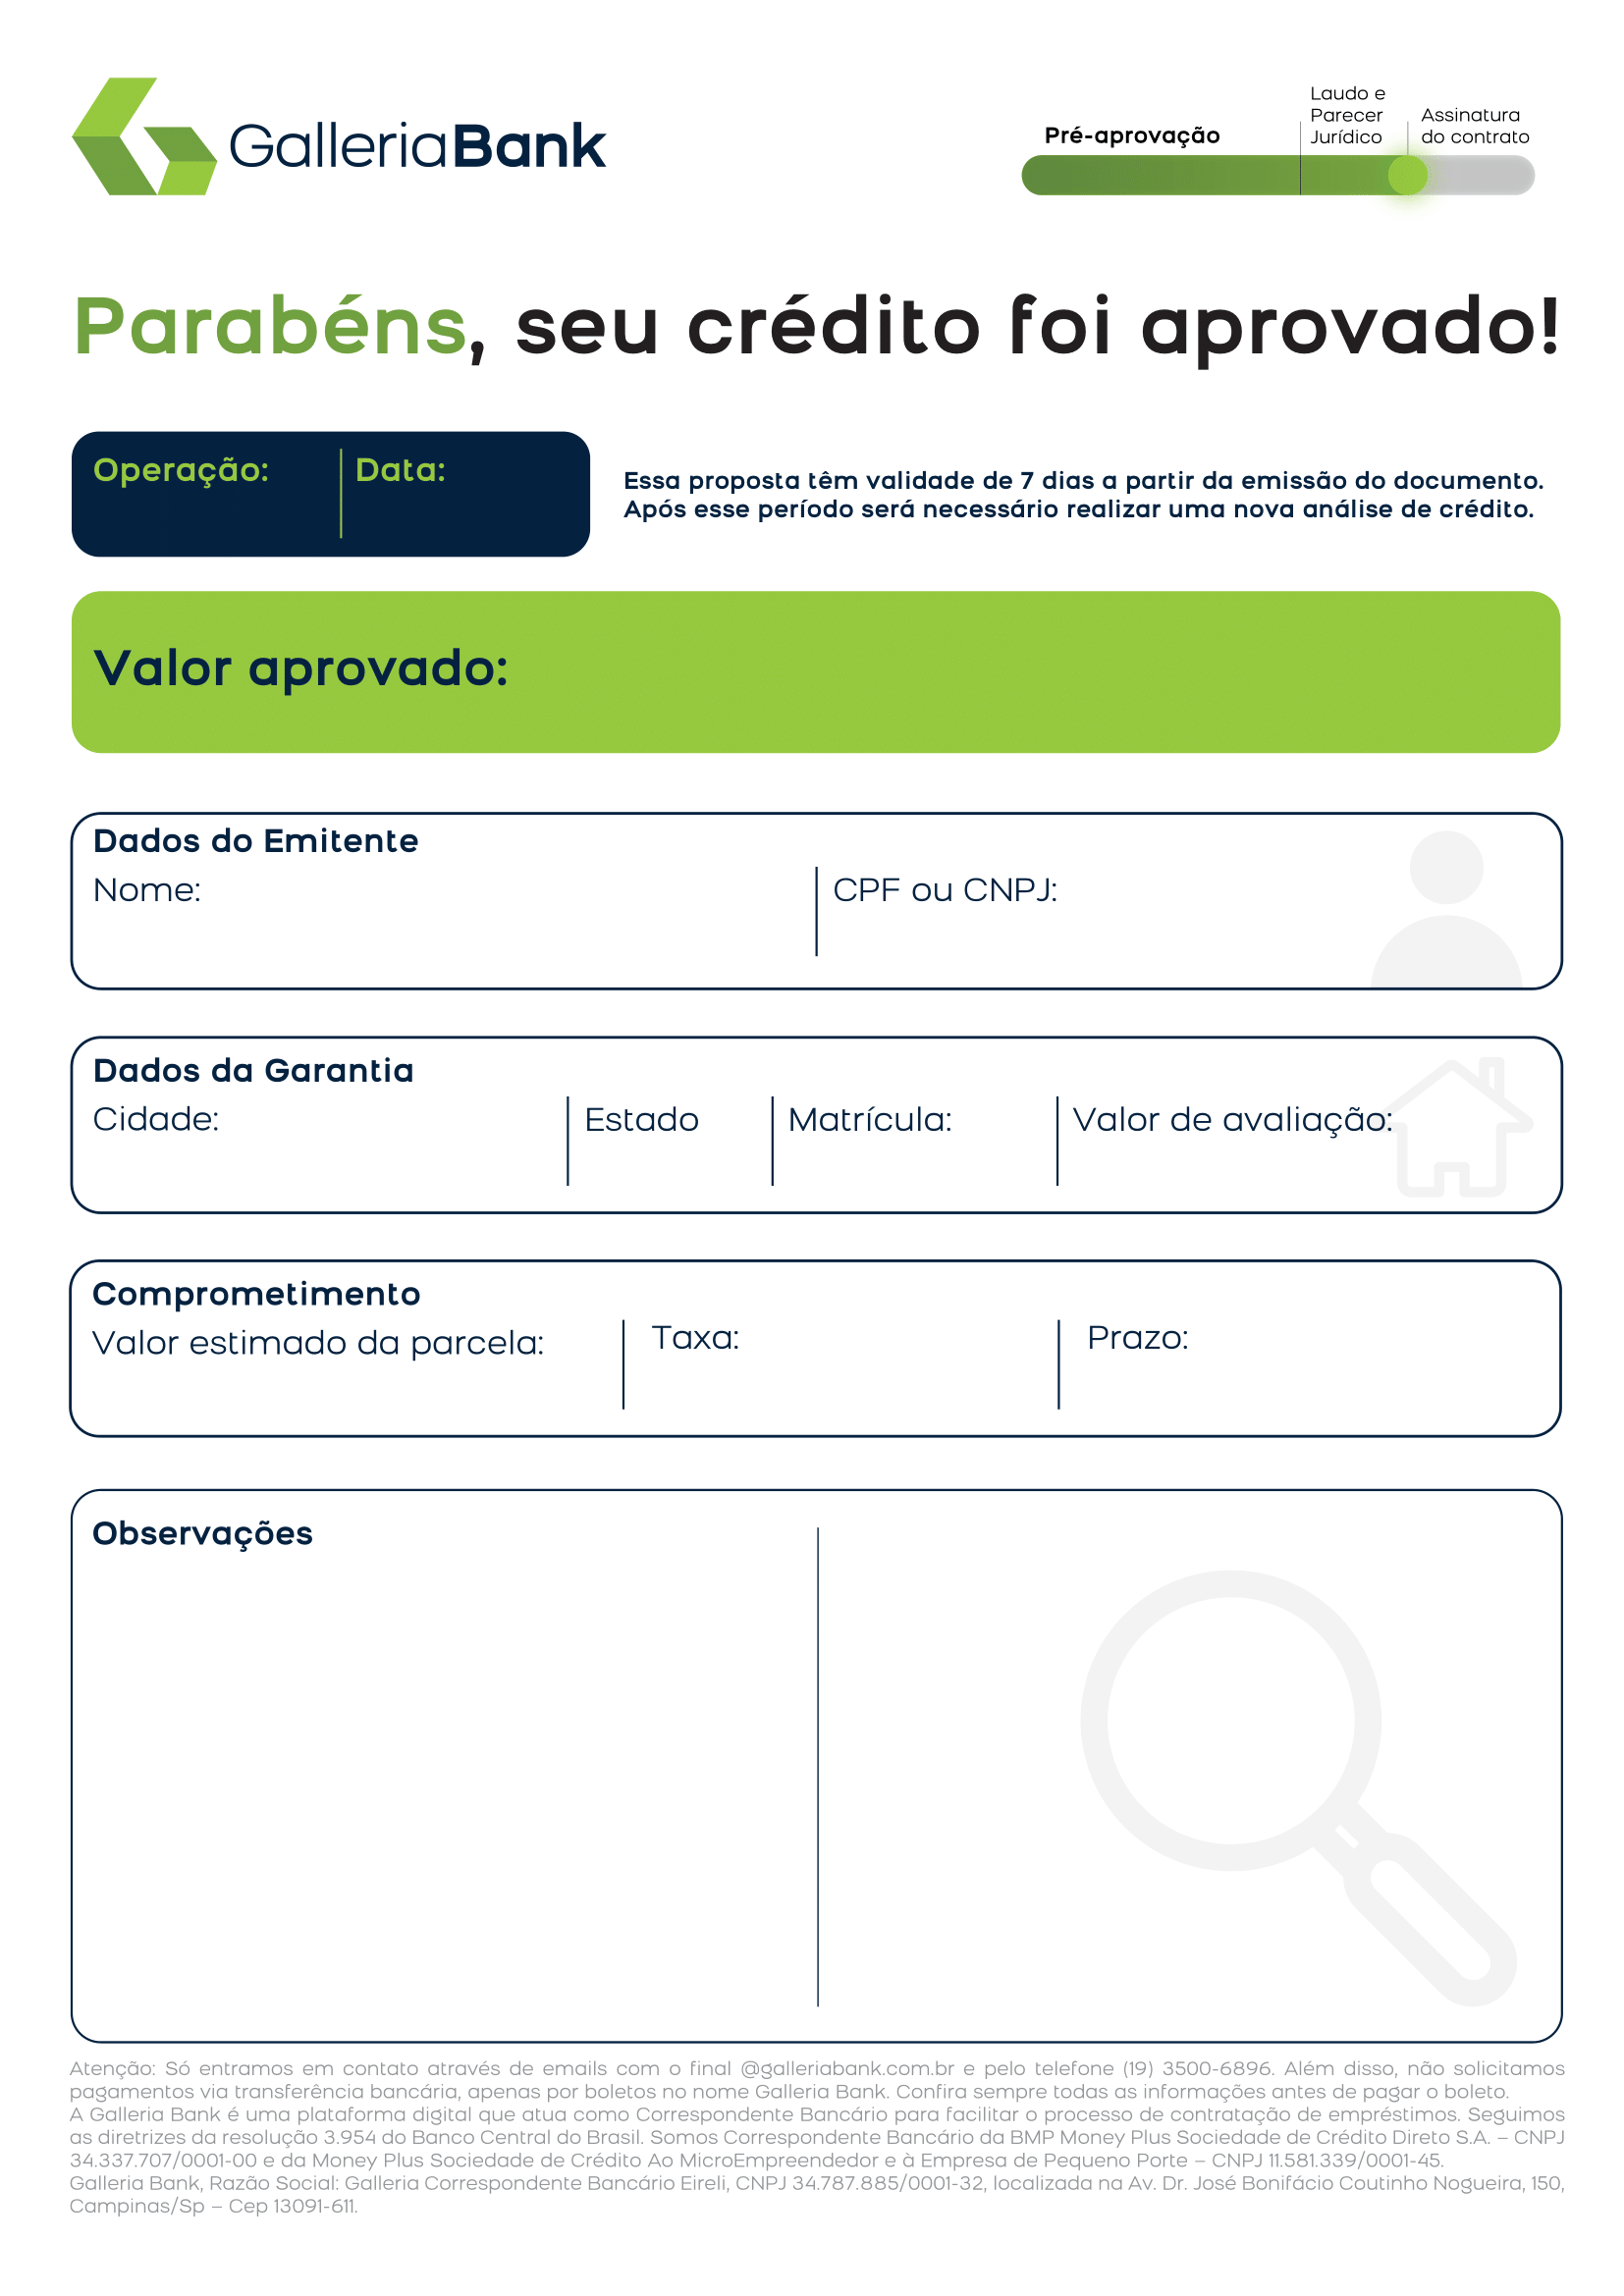 GalleriaBank
Pré-aprovação
Laudo e
Parecer
Jurídico
Assinatura
do contrato
Parabéns, seu crédito foi aprovado!
Operação:
Data:
Essa proposta têm validade de 7 dias a partir da emissão do documento.
Após esse período será necessário realizar uma nova análise de crédito.
Valor aprovado:
Dados do Emitente
Nome:
CPF ou CNPJ:
Dados da Garantia
Cidade:
Estado
Matrícula:
Valor de avaliação:
Comprometimento
Valor estimado da parcela:
Taxa:
Prazo:
Observações
Atenção: Só entramos em contato através de emails com o final @galleriabank.com.br e pelo telefone (19) 3500-6896. Além disso, não solicitamos
pagamentos via transferência bancária, apenas por boletos no nome Galleria Bank. Confira sempre todas as informações antes de pagar o boleto.
A Galleria Bank é uma plataforma digital que atua como Correspondente Bancário para facilitar o processo de contratação de empréstimos. Seguimos
as diretrizes da resolução 3.954 do Banco Central do Brasil. Somos Correspondente Bancário da BMP Money Plus Sociedade de Crédito Direto S.A. – CNPJ
34.337.707/0001-00 e da Money Plus Sociedade de Crédito Ao MicroEmpreendedor e à Empresa de Pequeno Porte – CNPJ 11.581.339/0001-45.
Galleria Bank, Razão Social: Galleria Correspondente Bancário Eireli, CNPJ 34.787.885/0001-32, localizada na Av. Dr. José Bonifácio Coutinho Nogueira, 150,
Campinas/Sp – Cep 13091-611.